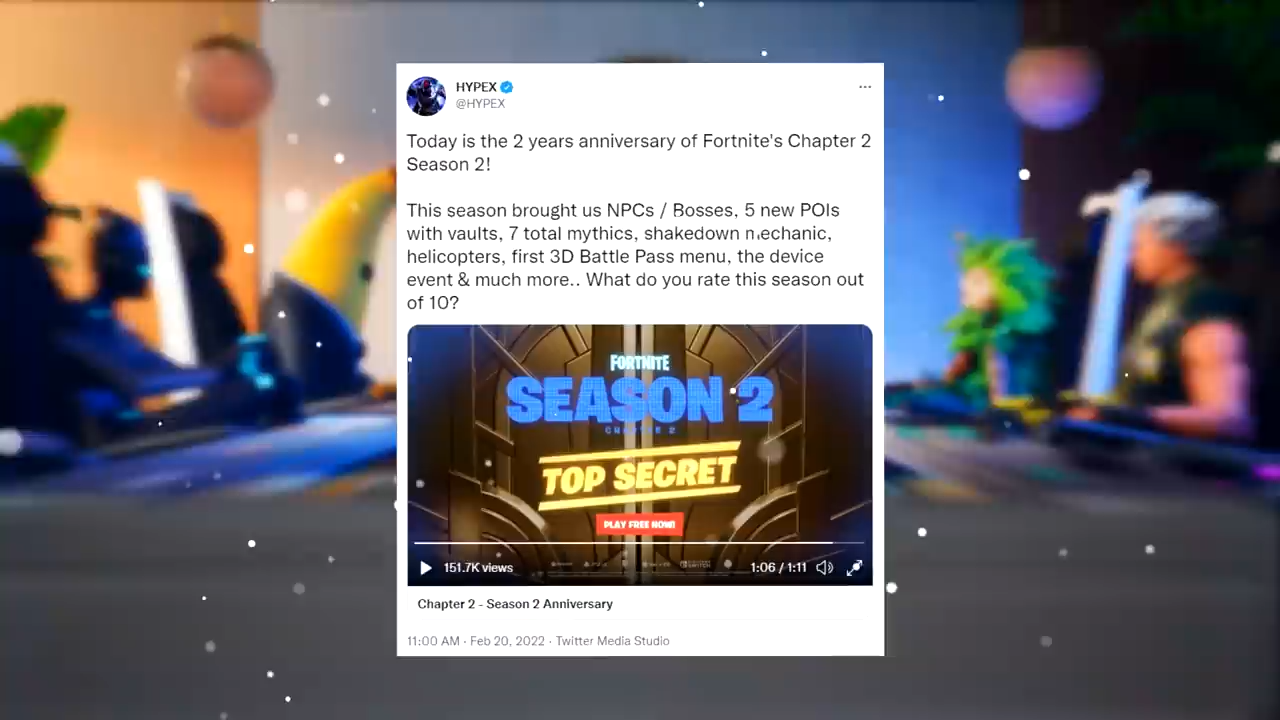 HYPEX
@HYPEX
Today is the 2 years anniversary of Fortnite's Chapter 2
Season 2!
This season brought us NPCs / Bosses, 5 new POIs
with vaults, 7 total mythics, shakedown mechanic,
helicopters, first 3D Battle Pass menu, the device
event & much more.. What do you rate this season out
of 10?
FORTNITE
SEASON 2
CHAPTER 2
TOP SECRET
PLAY FREE NOW!
151.7K views
1:06 / 1:11
Chapter 2 - Season 2 Anniversary
11:00 AM · Feb 20, 2022 · Twitter Media Studio